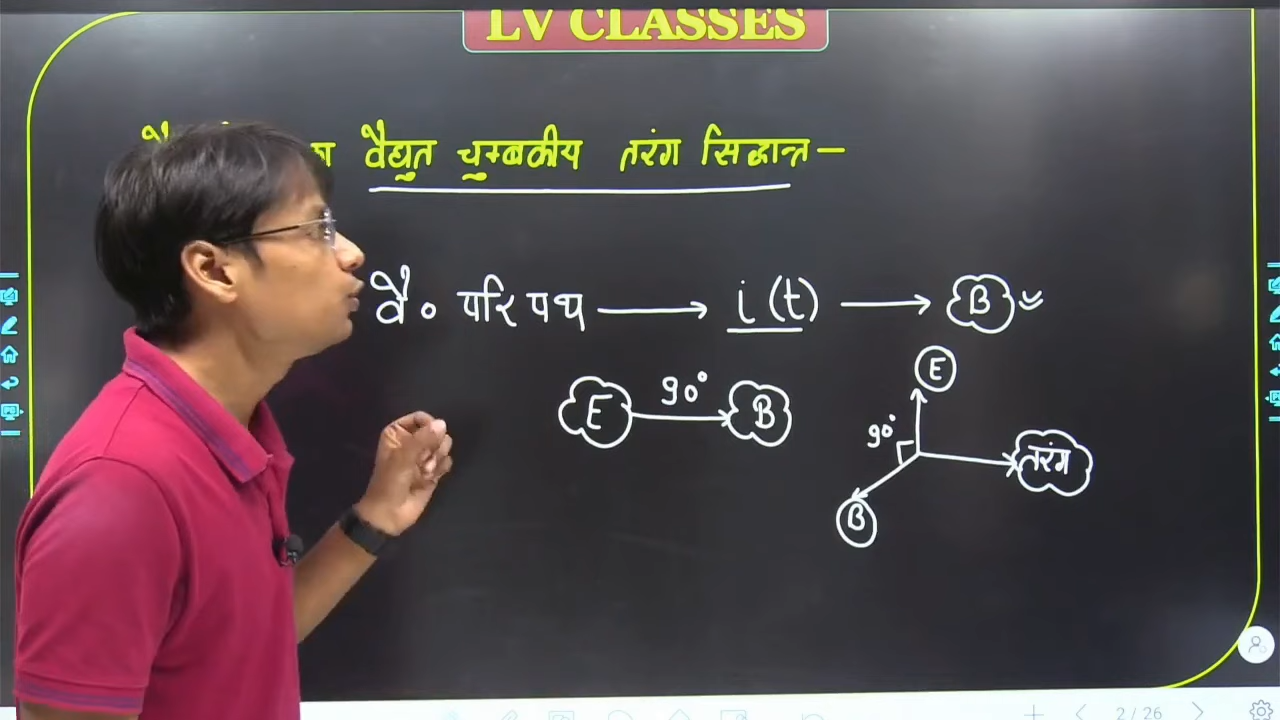 LV CLASSES
वैद्युत चुम्बकीय तरंग सिद्धान्त –
वै० परिपथ → i (t) → B
E 90° → B
E
90°
तरंग
B
2 / 26